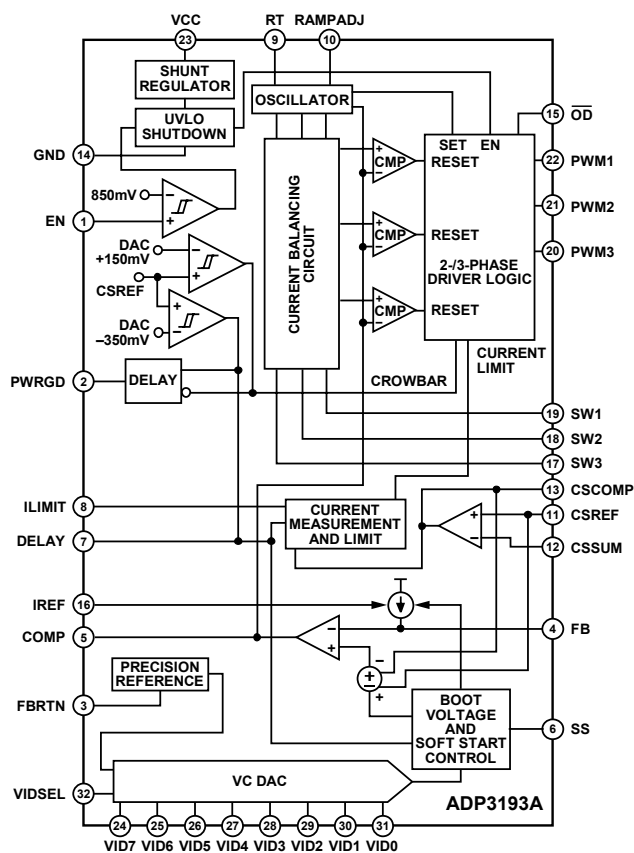 VCC
RT
RAMPADJ
23
9
10
SHUNT
REGULATOR
UVLO
SHUTDOWN
OSCILLATOR
GND
14
SET EN
15
OD
CMP
RESET
22
PWM1
850mV
EN
1
CURRENT BALANCING
CIRCUIT
21
PWM2
CMP
RESET
DAC
+150mV
CSREF
20
PWM3
2-/3-PHASE
DRIVER LOGIC
DAC
–350mV
CMP
RESET
CURRENT
LIMIT
PWRGD
2
DELAY
CROWBAR
19
SW1
18
SW2
17
SW3
13
CSCOMP
ILIMIT
8
CURRENT
MEASUREMENT
AND LIMIT
11
CSREF
DELAY
7
12
CSSUM
IREF
16
COMP
5
4
FB
PRECISION
REFERENCE
FBRTN
3
BOOT
VOLTAGE
AND
SOFT START
CONTROL
6
SS
VIDSEL
32
VC DAC
ADP3193A
24
25
26
27
28
29
30
31
VID7
VID6
VID5
VID4
VID3
VID2
VID1
VID0